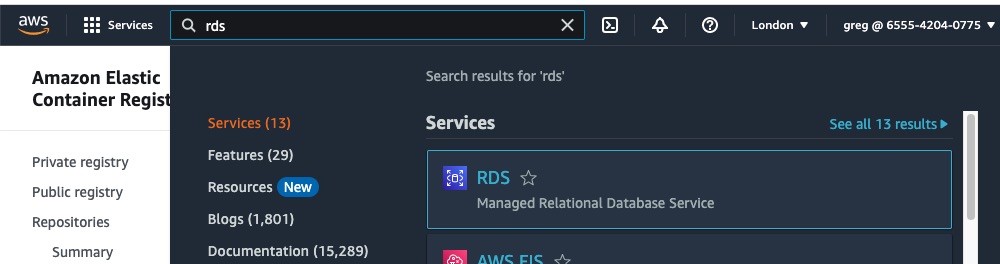 aws
Services
rds
London
greg @ 6555-4204-0775
Amazon Elastic
Container Regist
Private registry
Public registry
Repositories
Summary
Services (13)
Features (29)
Resources New
Blogs (1,801)
Documentation (15,289)
Search results for 'rds'
Services
See all 13 results
RDS
Managed Relational Database Service
AWS FIS